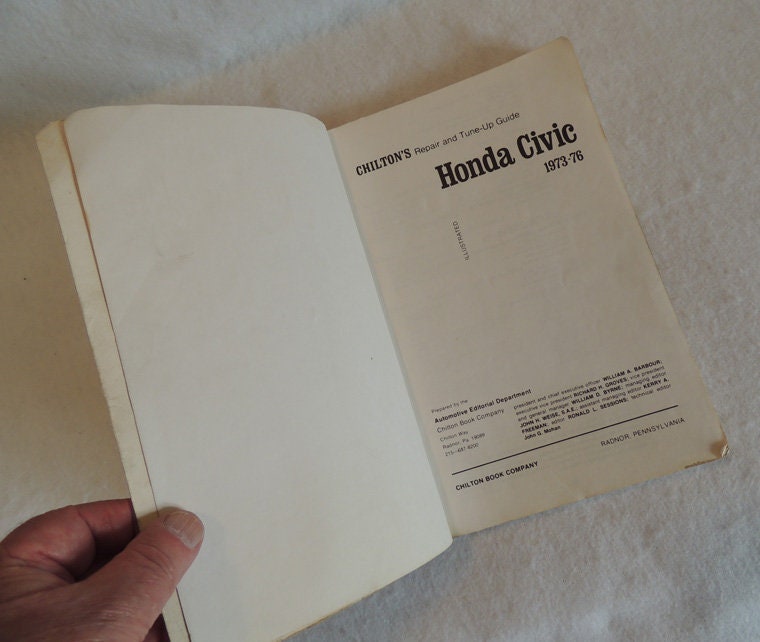 CHILTON'S Repair and Tune-Up Guide
Honda Civic
1973-76
ILLUSTRATED
Prepared by the
Automotive Editorial Department
Chilton Book Company
Chilton Way
Radnor, Pa. 19089
215-687-8200
president and chief executive officer WILLIAM A. BARBOUR;
executive vice president RICHARD H. GROVES; vice president
and general manager WILLIAM D. BYRNE; managing editor
JOHN H. WEISE, S.A.E.; assistant managing editor KERRY A.
FREEMAN; editor RONALD L. SESSIONS; technical editor
John G. Mohan
CHILTON BOOK COMPANY
RADNOR, PENNSYLVANIA